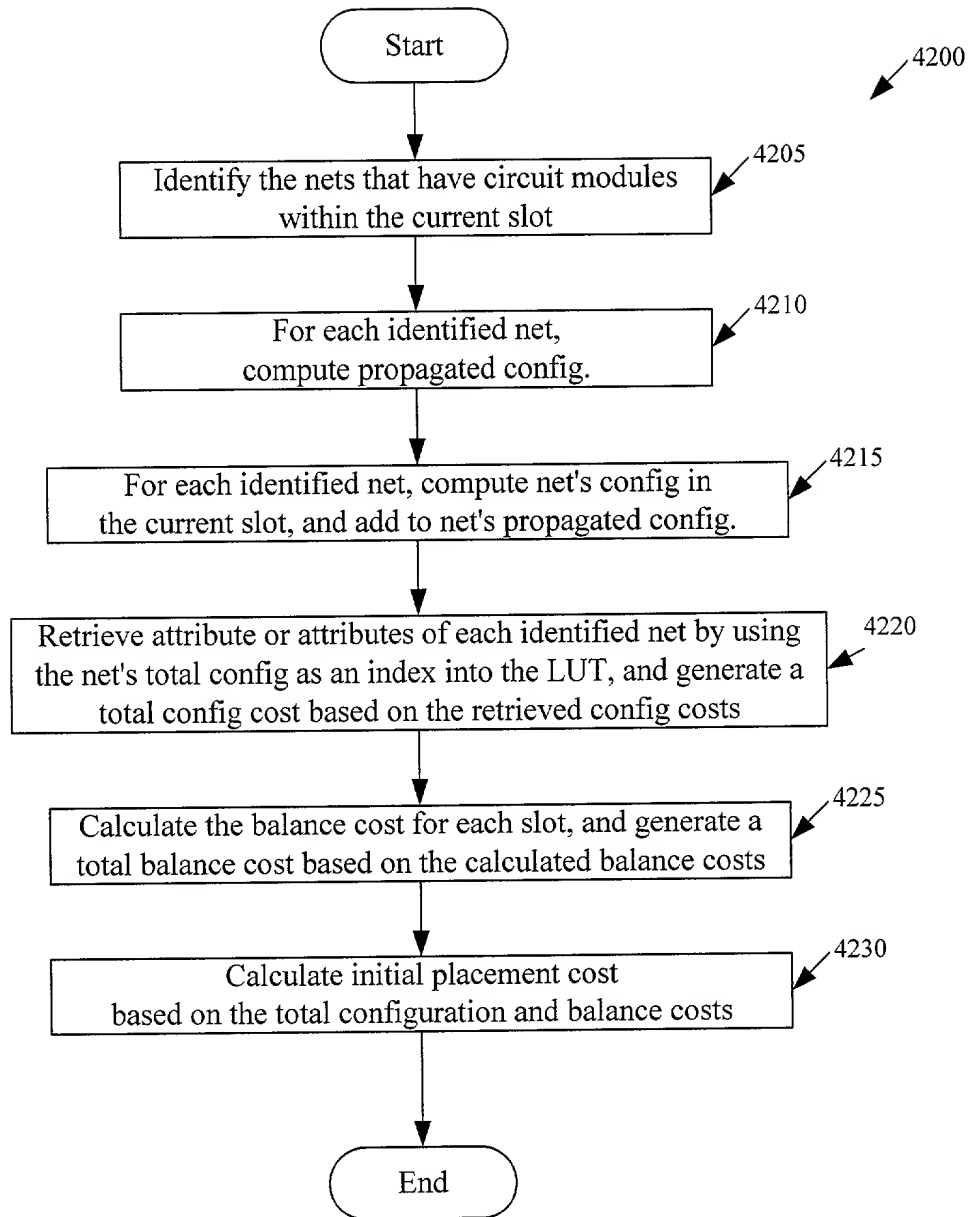 Start
4200
4205
Identify the nets that have circuit modules
within the current slot
4210
For each identified net,
compute propagated config.
4215
For each identified net, compute net's config in
the current slot, and add to net's propagated config.
4220
Retrieve attribute or attributes of each identified net by using
the net's total config as an index into the LUT, and generate a
total config cost based on the retrieved config costs
4225
Calculate the balance cost for each slot, and generate a
total balance cost based on the calculated balance costs
4230
Calculate initial placement cost
based on the total configuration and balance costs
End